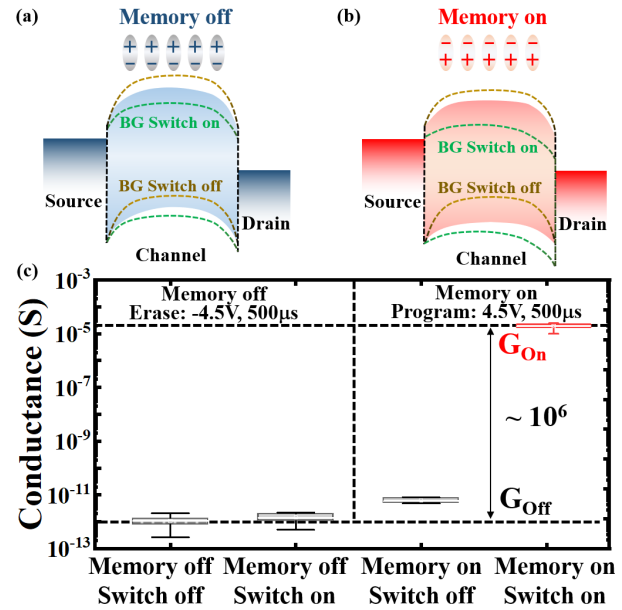 (a)
Memory off
+ + + + +
− − − − −
BG Switch on
BG Switch off
Source
Drain
Channel
(b)
Memory on
− − − − −
+ + + + +
BG Switch on
BG Switch off
Source
Drain
Channel
(c)
Conductance (S)
10⁻³
10⁻⁵
10⁻⁷
10⁻⁹
10⁻¹¹
10⁻¹³
Memory off
Erase: -4.5V, 500μs
Memory on
Program: 4.5V, 500μs
G_On
~ 10⁶
G_Off
Memory off
Switch off
Memory off
Switch on
Memory on
Switch off
Memory on
Switch on